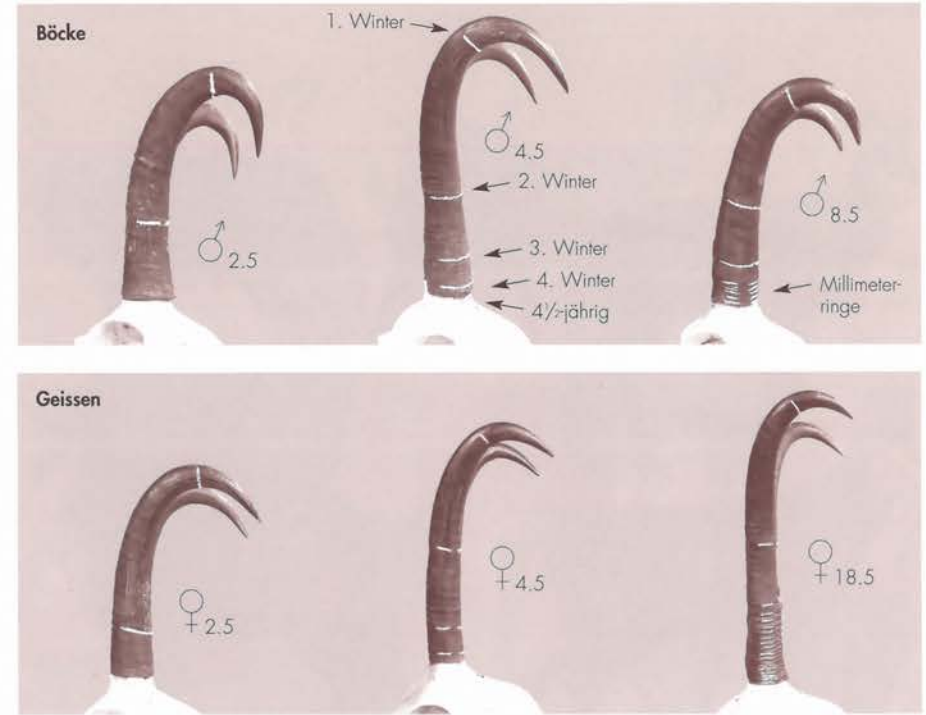 Böcke
1. Winter
♂ 2.5
♂ 4.5
2. Winter
3. Winter
4. Winter
4½-jährig
♂ 8.5
Millimeter-
ringe
Geissen
♀ 2.5
♀ 4.5
♀ 18.5